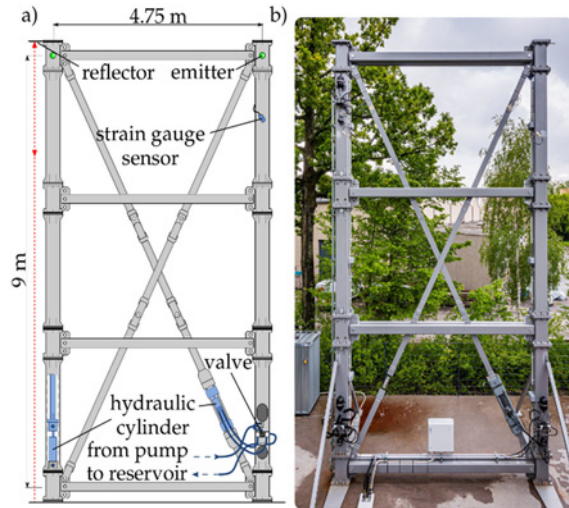 a)
4.75 m
b)
reflector
emitter
strain gauge
sensor
9 m
valve
hydraulic
cylinder
from pump
to reservoir